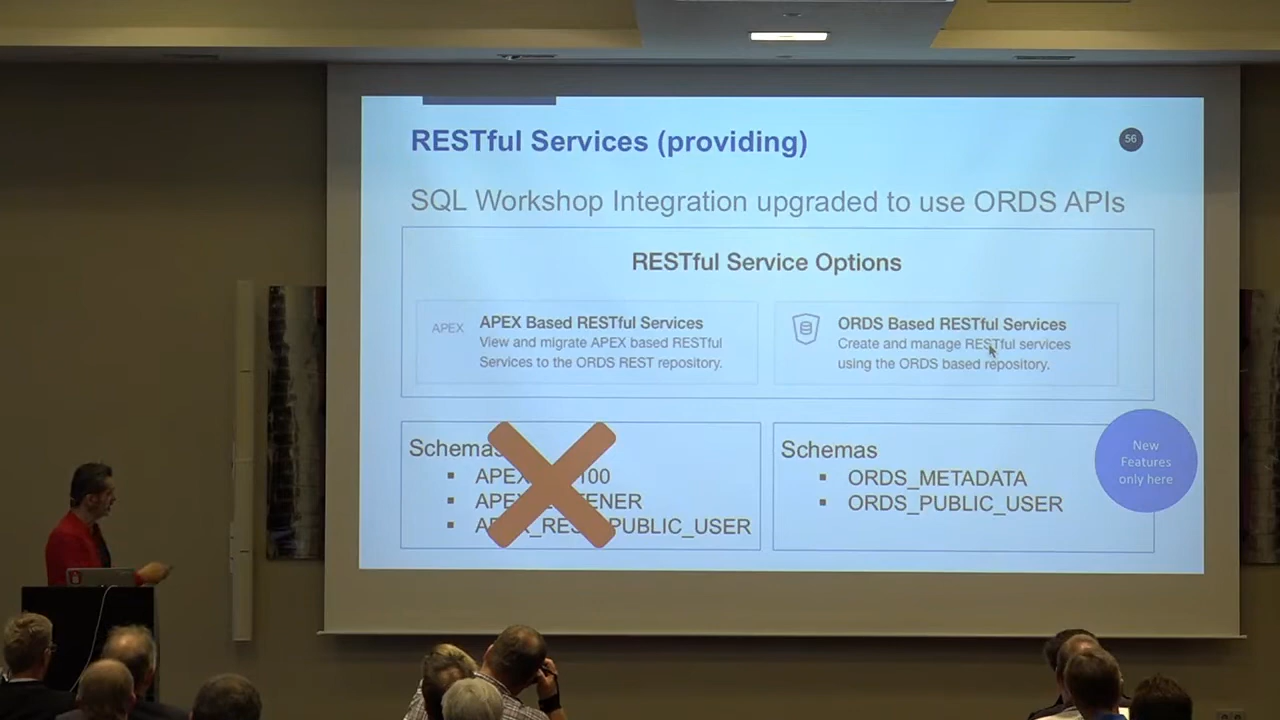 RESTful Services (providing)
56
SQL Workshop Integration upgraded to use ORDS APIs
RESTful Service Options
APEX
APEX Based RESTful Services
View and migrate APEX based RESTful
Services to the ORDS REST repository.
ORDS Based RESTful Services
Create and manage RESTful services
using the ORDS based repository.
Schemas
PUBLIC_USER
Schemas
ORDS_METADATA
ORDS_PUBLIC_USER
New
Features
only here